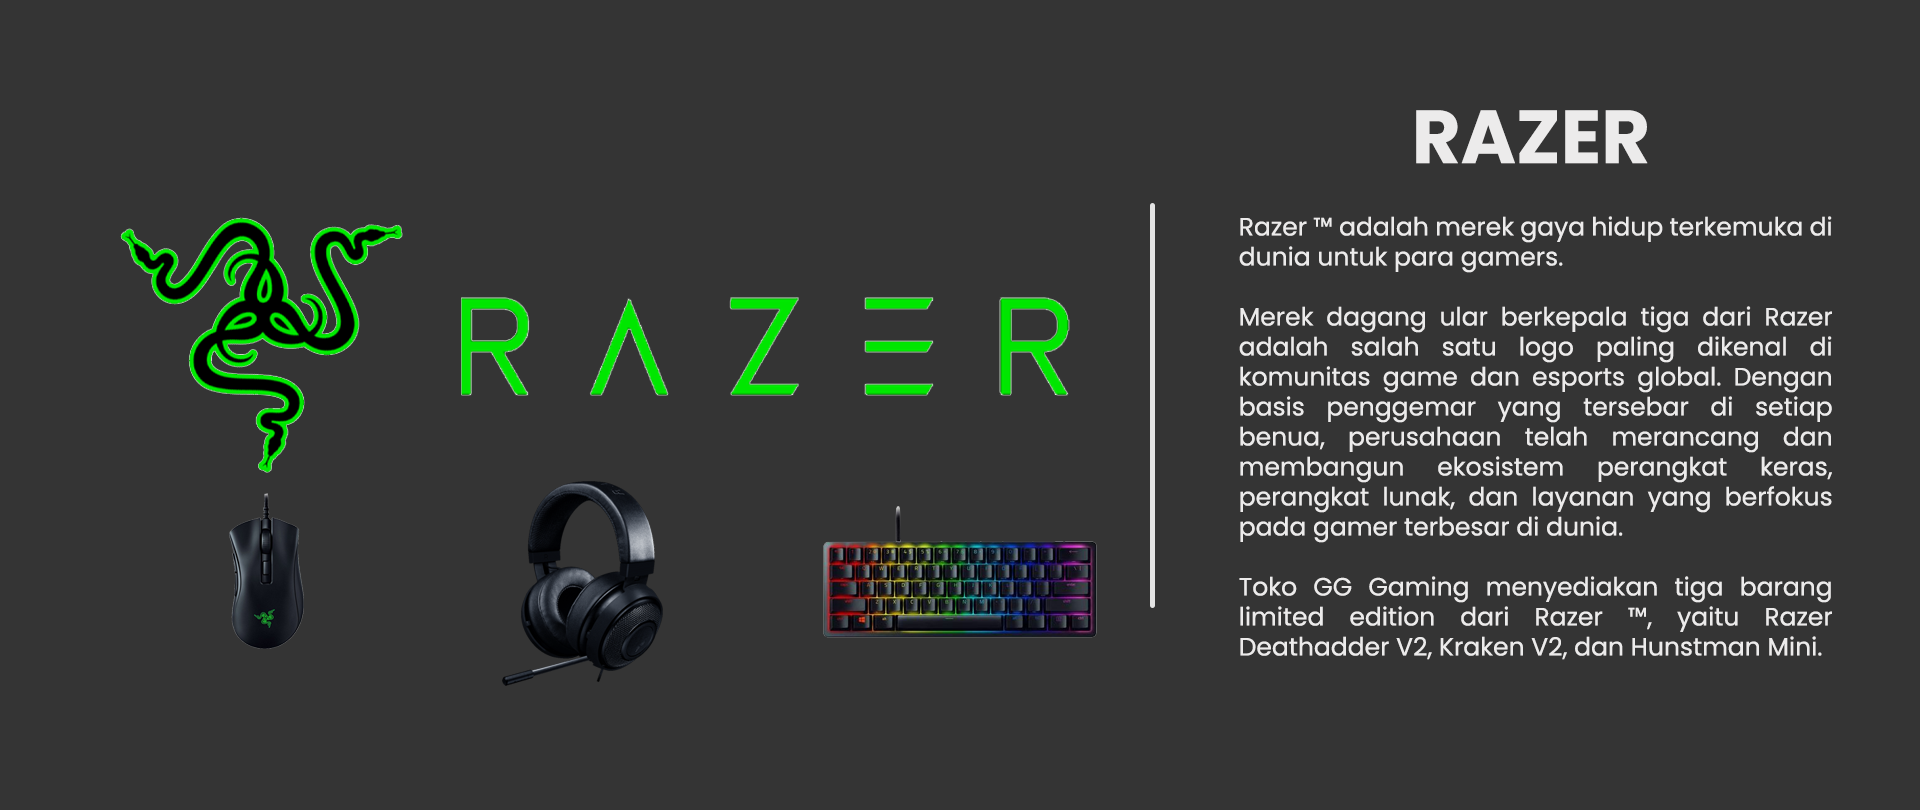 RAZER
RAZER
Razer ™ adalah merek gaya hidup terkemuka di
dunia untuk para gamers.
Merek dagang ular berkepala tiga dari Razer
adalah salah satu logo paling dikenal di
komunitas game dan esports global. Dengan
basis penggemar yang tersebar di setiap
benua, perusahaan telah merancang dan
membangun ekosistem perangkat keras,
perangkat lunak, dan layanan yang berfokus
pada gamer terbesar di dunia.
Toko GG Gaming menyediakan tiga barang
limited edition dari Razer ™, yaitu Razer
Deathadder V2, Kraken V2, dan Hunstman Mini.